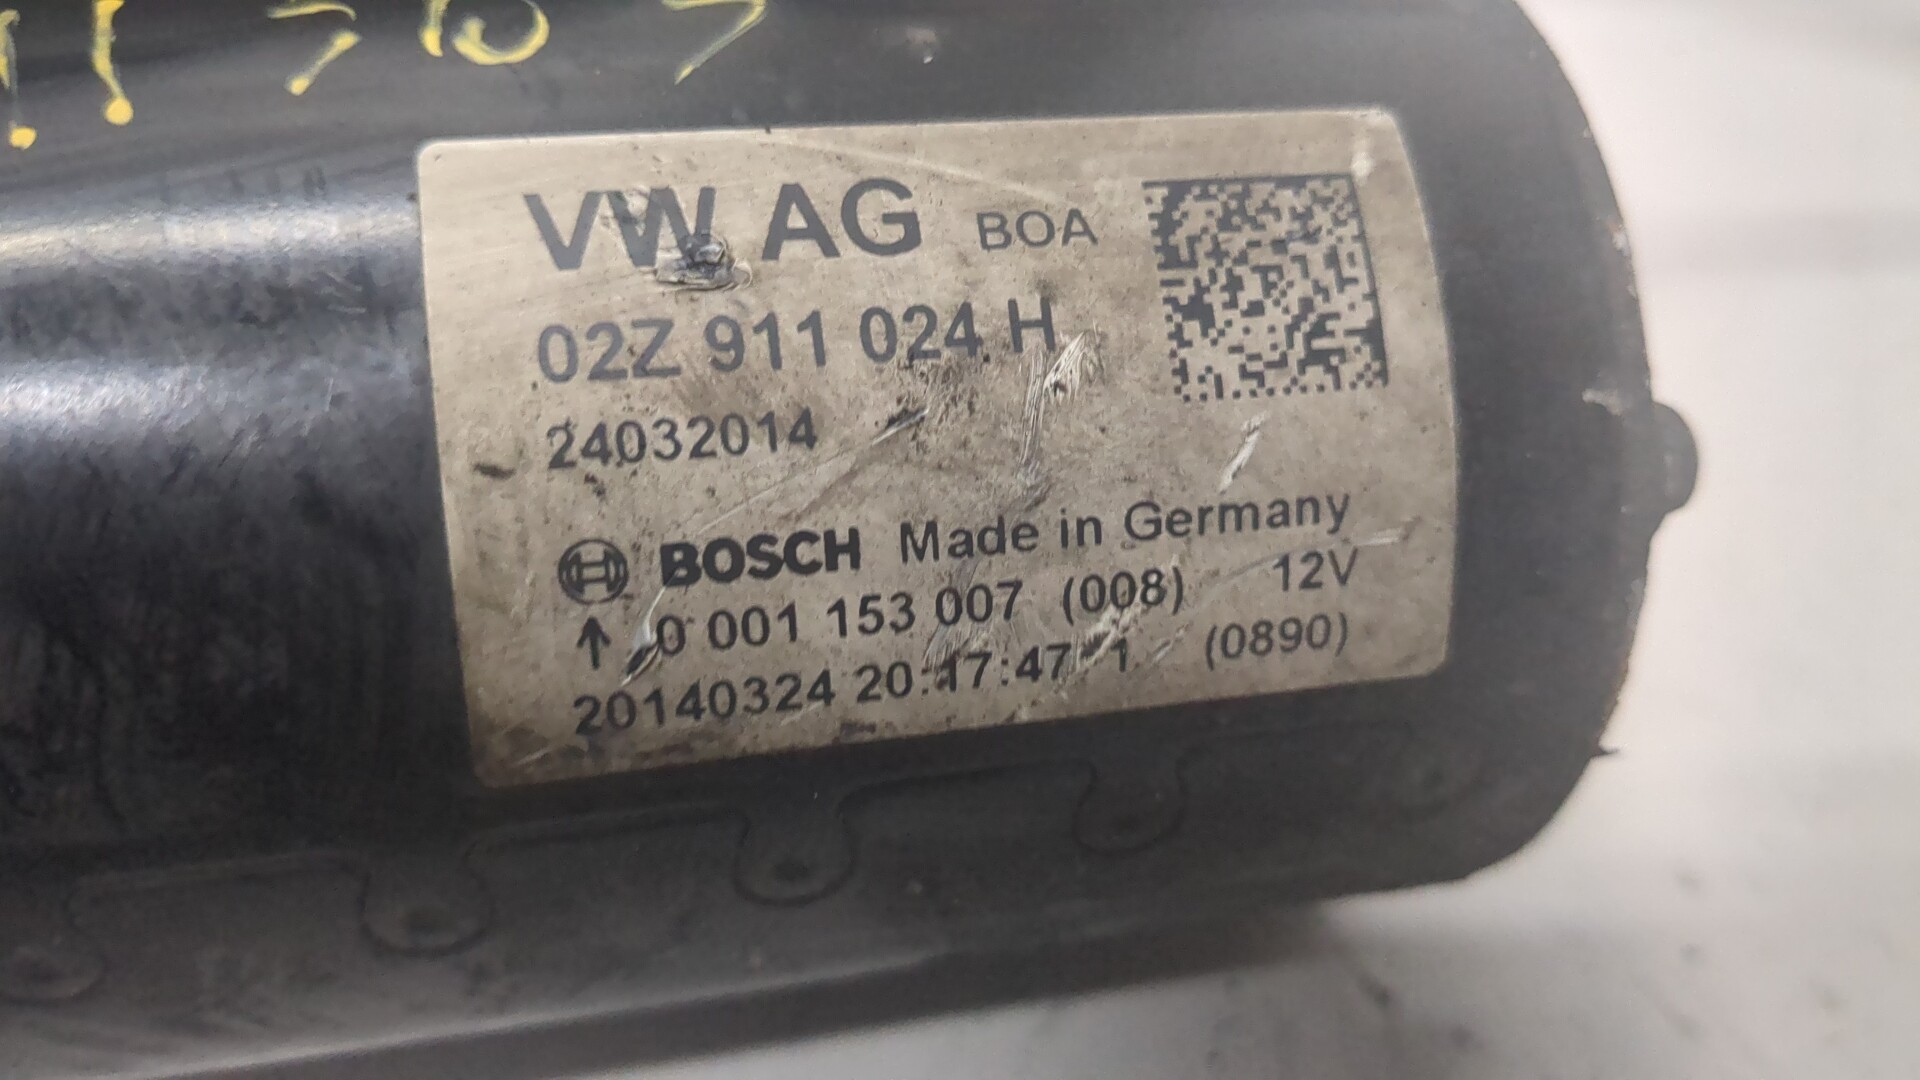 VW AG BOA
02Z 911 024 H
24032014
BOSCH Made in Germany
↑ 0 001 153 007 (008) 12V
20140324 20:17:47 1 (0890)